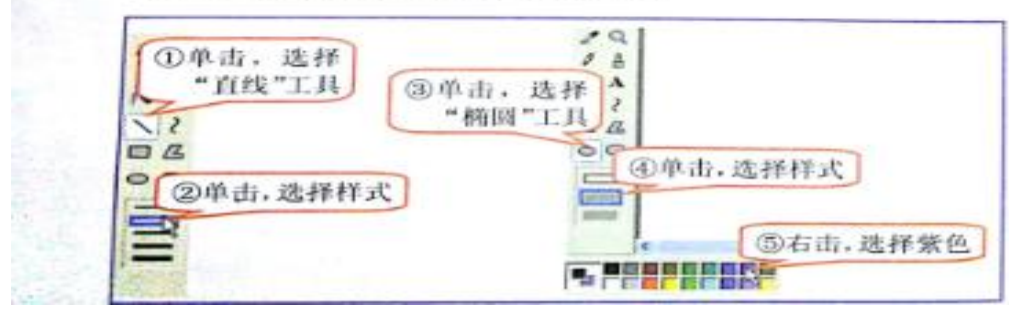 ①单击，选择
“直线”工具
②单击，选择样式
③单击，选择
“椭圆”工具
④单击，选择样式
⑤右击，选择紫色